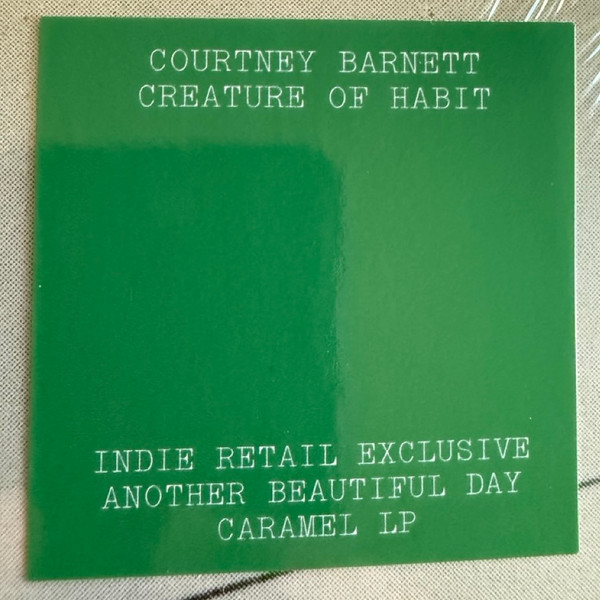 COURTNEY BARNETT
CREATURE OF HABIT
INDIE RETAIL EXCLUSIVE
ANOTHER BEAUTIFUL DAY
CARAMEL LP